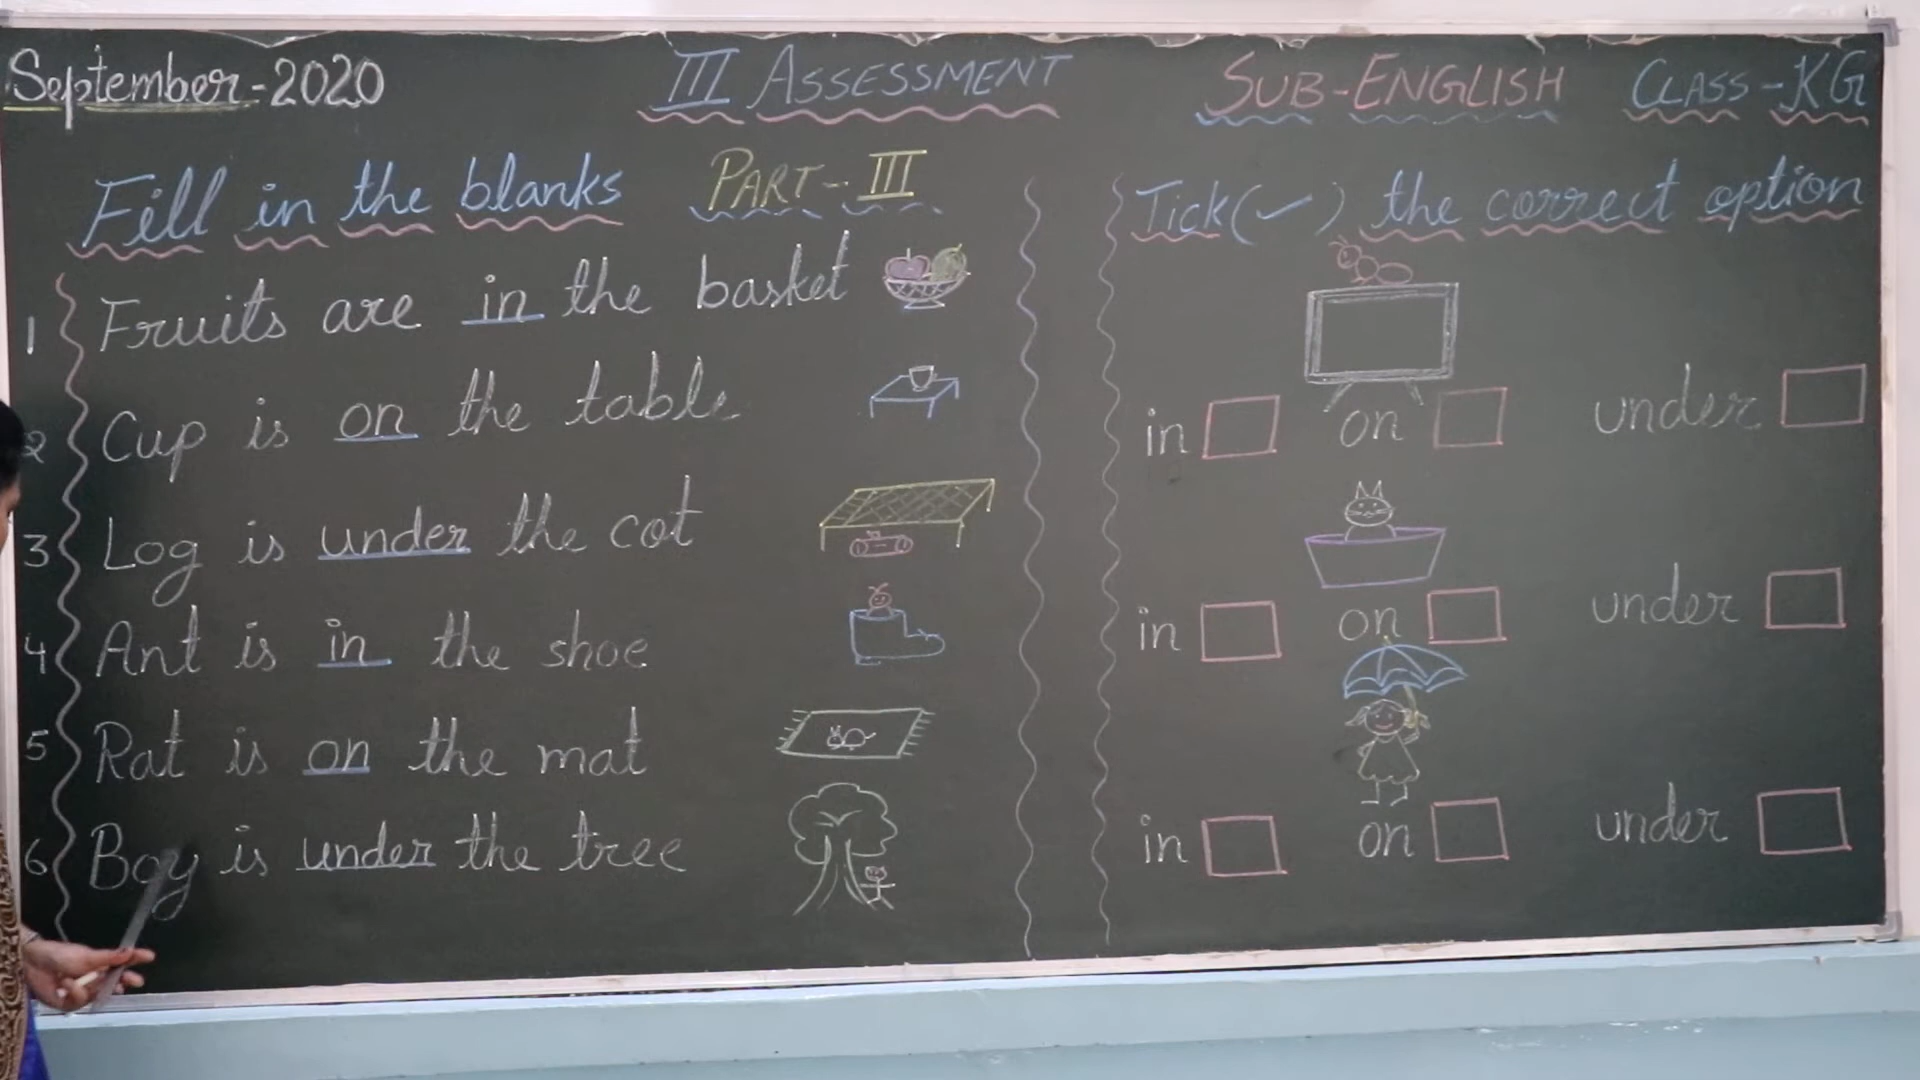 September-2020 III ASSESSMENT SUB-ENGLISH CLASS-KG
Fill in the blanks PART-III
1 Fruits are in the basket
2 Cup is on the table
3 Log is under the cot
4 Ant is in the shoe
5 Rat is on the mat
6 Boy is under the tree
Tick(✓) the correct option
in on under
in on under
in on under